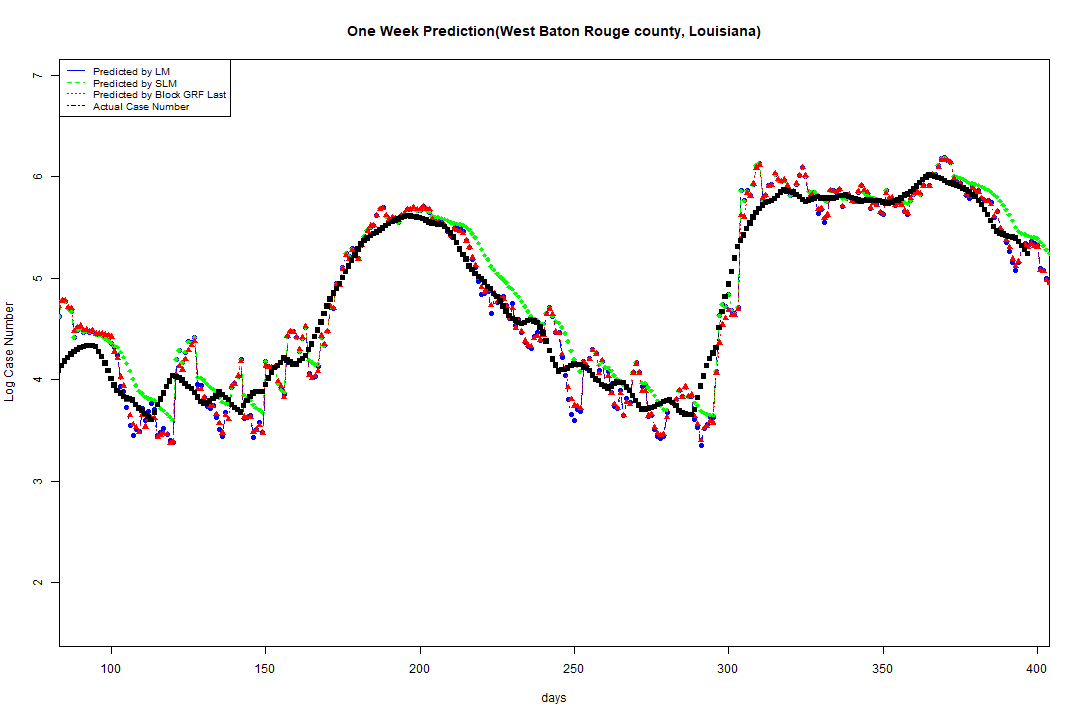 One Week Prediction(West Baton Rouge county, Louisiana)
Predicted by LM
Predicted by SLM
Predicted by Block GRF Last
Actual Case Number
7
6
5
4
3
2
Log Case Number
100 150 200 250 300 350 400
days